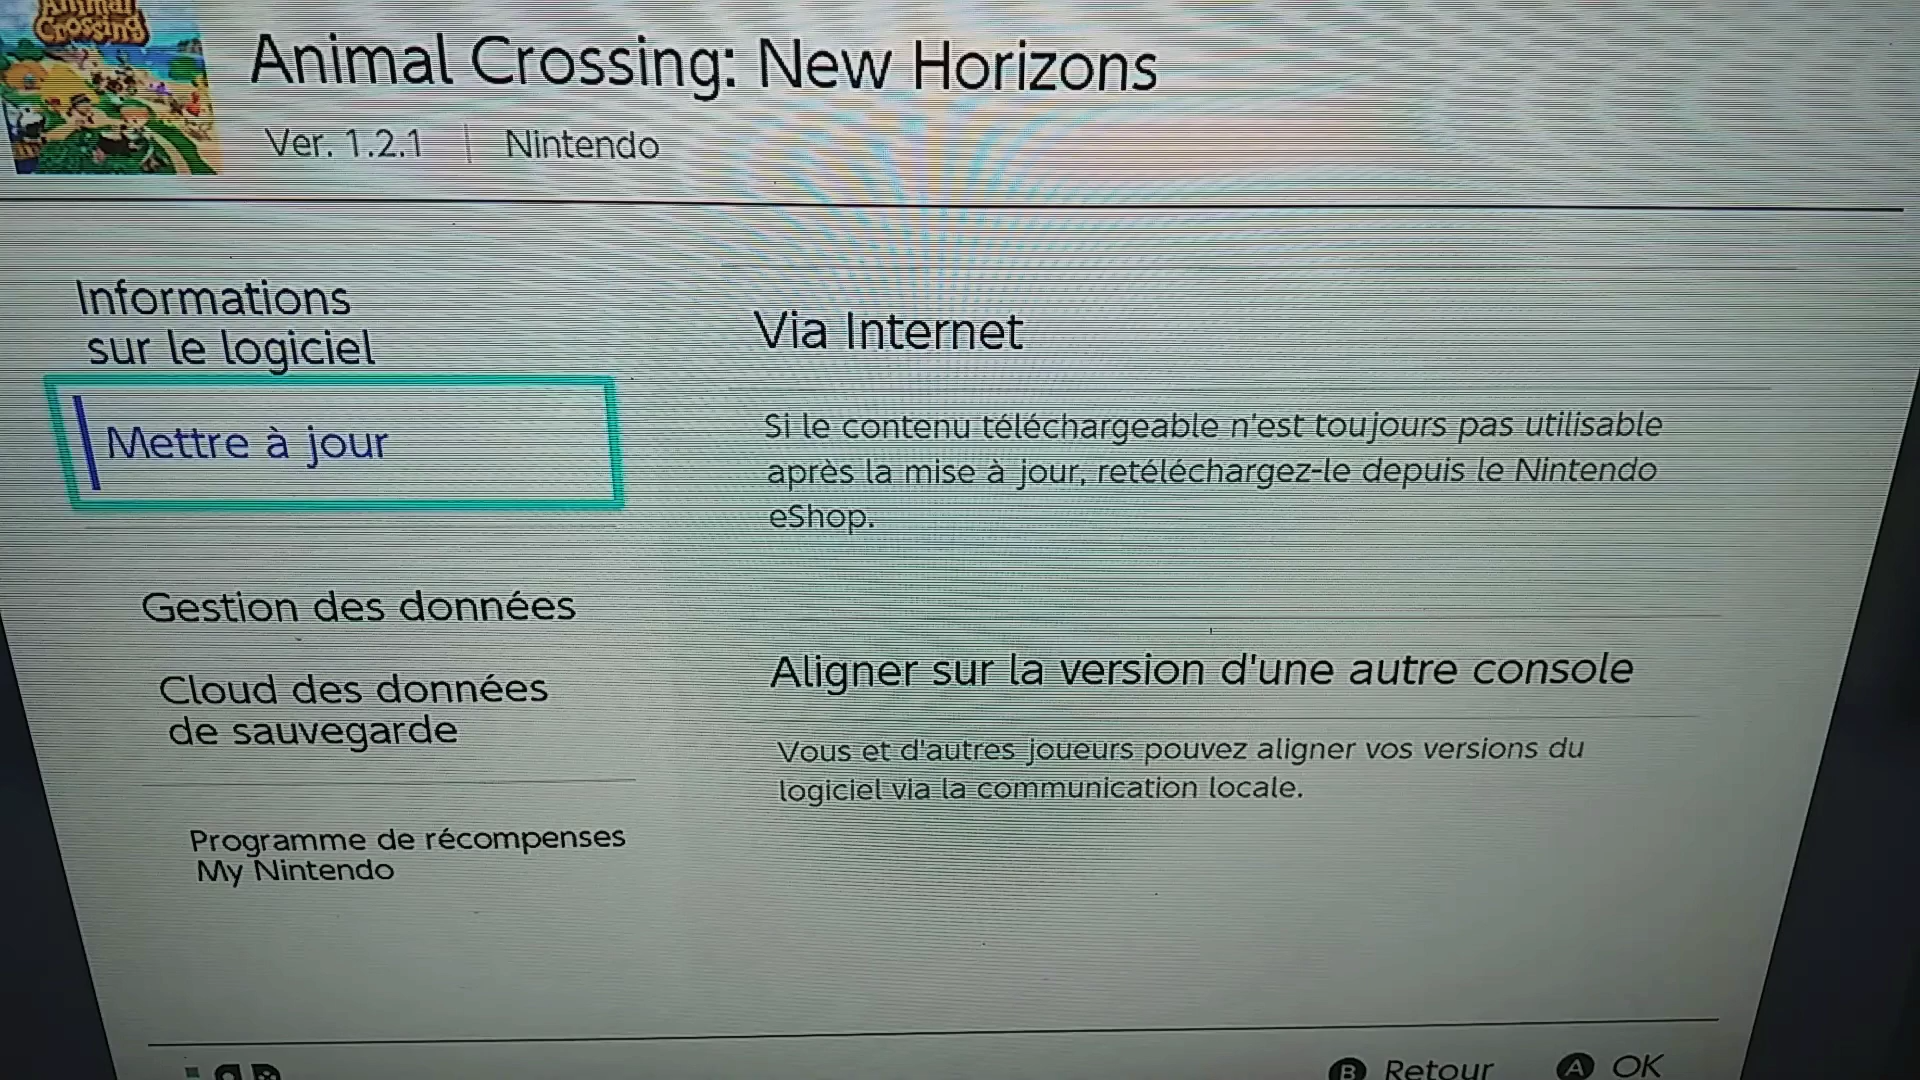 Animal
Crossing
Animal Crossing: New Horizons
Ver. 1.2.1 | Nintendo
Informations
sur le logiciel
Mettre à jour
Gestion des données
Cloud des données
de sauvegarde
Programme de récompenses
My Nintendo
Via Internet
Si le contenu téléchargeable n'est toujours pas utilisable
après la mise à jour, retéléchargez-le depuis le Nintendo
eShop.
Aligner sur la version d'une autre console
Vous et d'autres joueurs pouvez aligner vos versions du
logiciel via la communication locale.
B Retour A OK